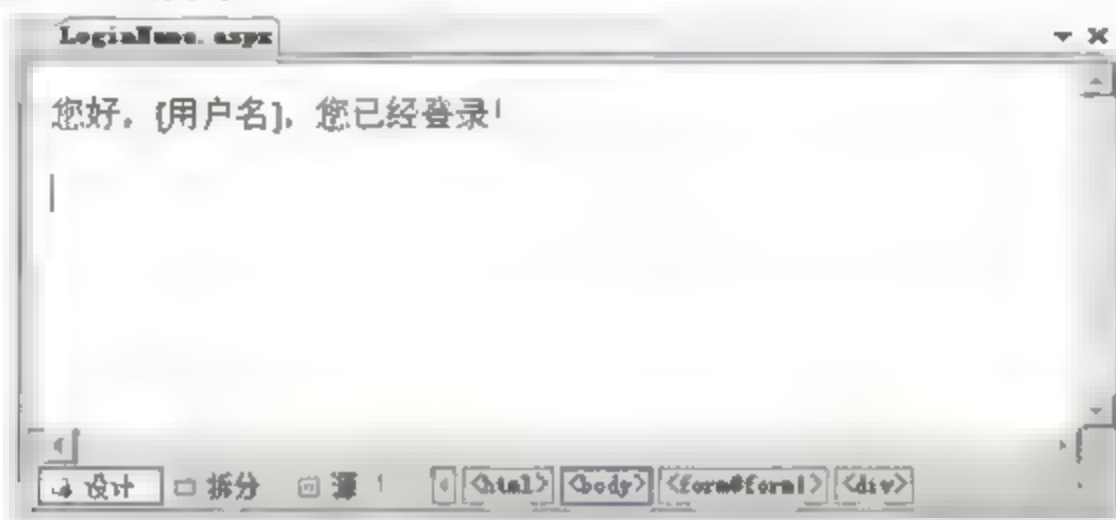 LoginName.aspx
您好，[用户名]，您已经登录！
设计 拆分 源 <html> <body> <form#form1> <div>